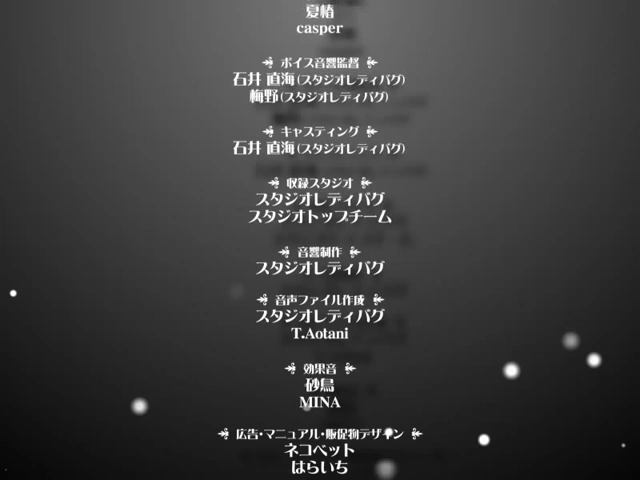 夏椿
casper
ボイス音響監督
石井 直海(スタジオレディバグ)
梅野(スタジオレディバグ)
キャスティング
石井 直海(スタジオレディバグ)
収録スタジオ
スタジオレディバグ
スタジオトップチーム
音響制作
スタジオレディバグ
音声ファイル作成
スタジオレディバグ
T.Aotani
効果音
砂鳥
MINA
広告・マニュアル・販促物デザイン
ネコベット
はらいち